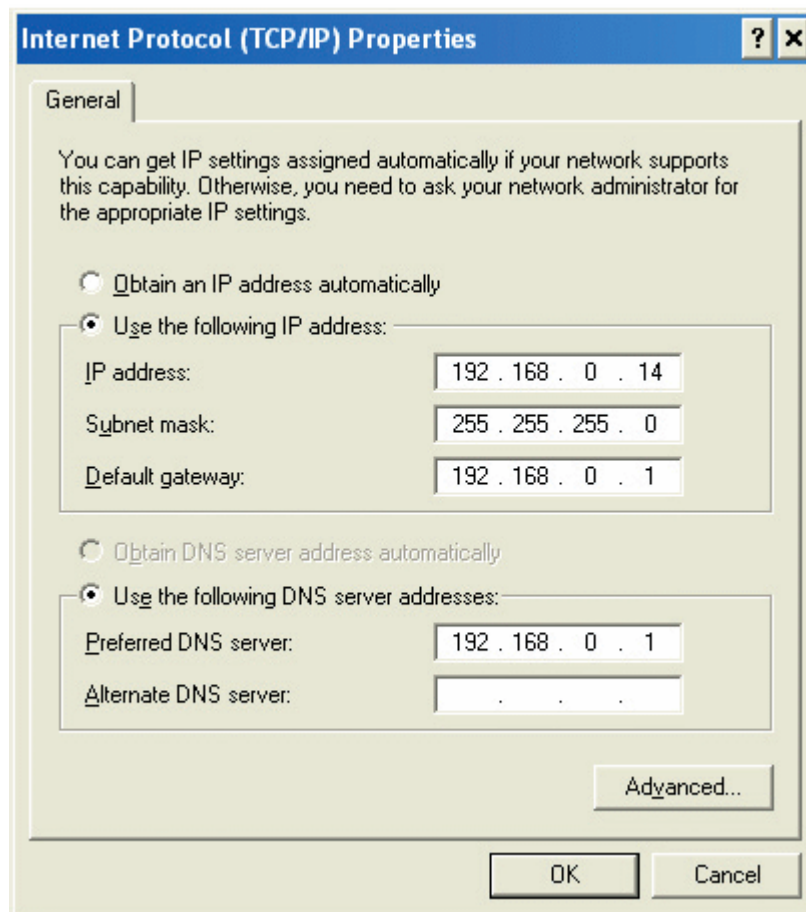 Internet Protocol (TCP/IP) Properties
General
You can get IP settings assigned automatically if your network supports
this capability. Otherwise, you need to ask your network administrator for
the appropriate IP settings.
Obtain an IP address automatically
Use the following IP address:
IP address: 192 . 168 . 0 . 14
Subnet mask: 255 . 255 . 255 . 0
Default gateway: 192 . 168 . 0 . 1
Obtain DNS server address automatically
Use the following DNS server addresses:
Preferred DNS server: 192 . 168 . 0 . 1
Alternate DNS server: . . .
Advanced...
OK Cancel